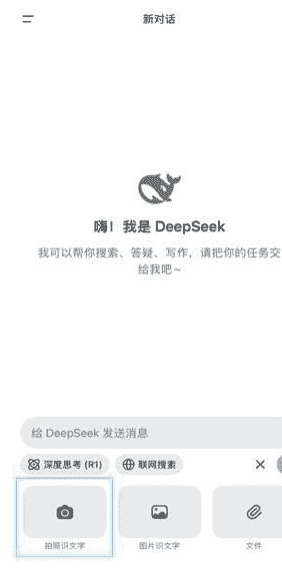 新对话
嗨！我是 DeepSeek
我可以帮你搜索、答疑、写作，请把你的任务交
给我吧～
给 DeepSeek 发送消息
深度思考 (R1)
联网搜索
拍照识文字
图片识文字
文件